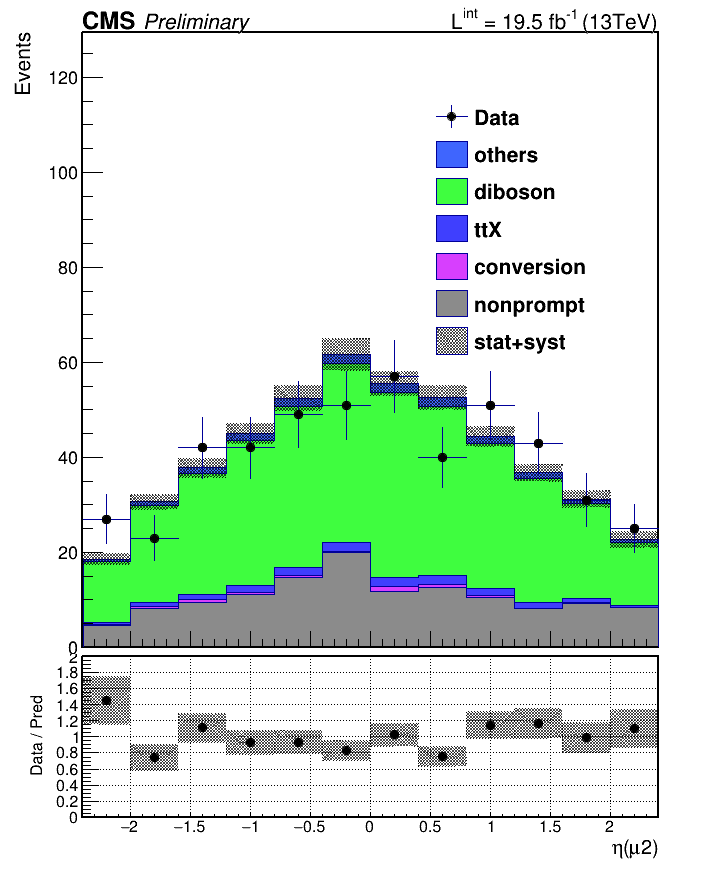 CMS Preliminary
L^int = 19.5 fb^-1 (13TeV)
Events
120
100
80
60
40
20
0
Data
others
diboson
ttX
conversion
nonprompt
stat+syst
Data / Pred
2
1.8
1.6
1.4
1.2
1
0.8
0.6
0.4
0.2
0
−2 −1.5 −1 −0.5 0 0.5 1 1.5 2
η(μ2)